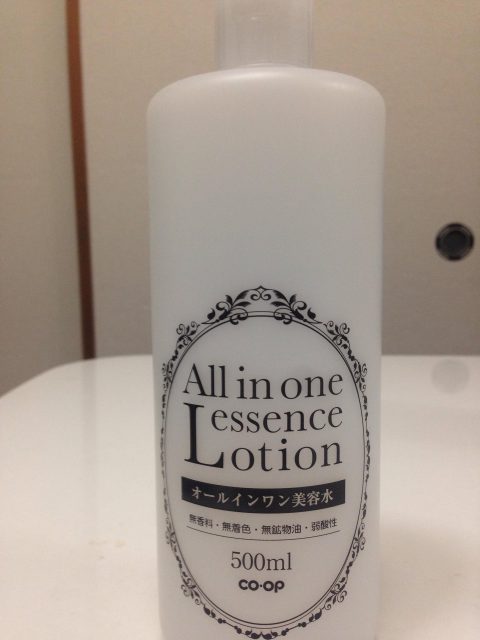 All in one
essence
Lotion
オールインワン美容水
無香料・無着色・無鉱物油・弱酸性
500ml
CO·OP